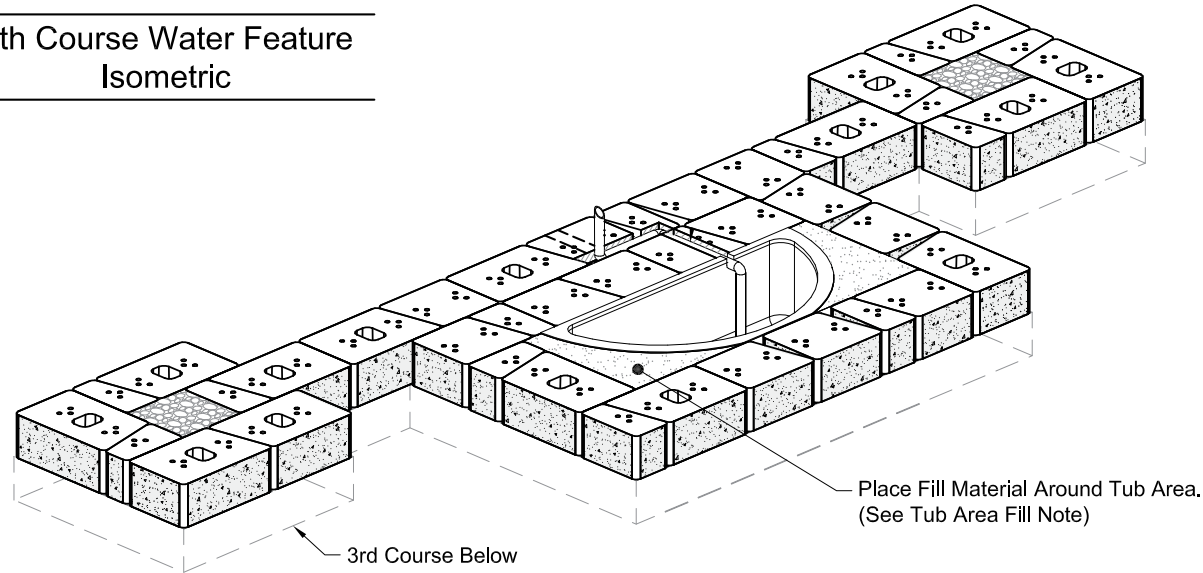 th Course Water Feature
Isometric
Place Fill Material Around Tub Area.
(See Tub Area Fill Note)
3rd Course Below